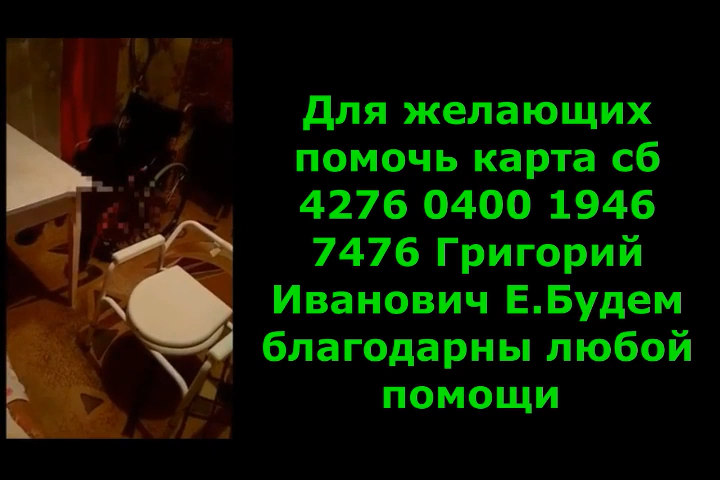 Для желающих
помочь карта сб
4276 0400 1946
7476 Григорий
Иванович Е.Будем
благодарны любой
помощи